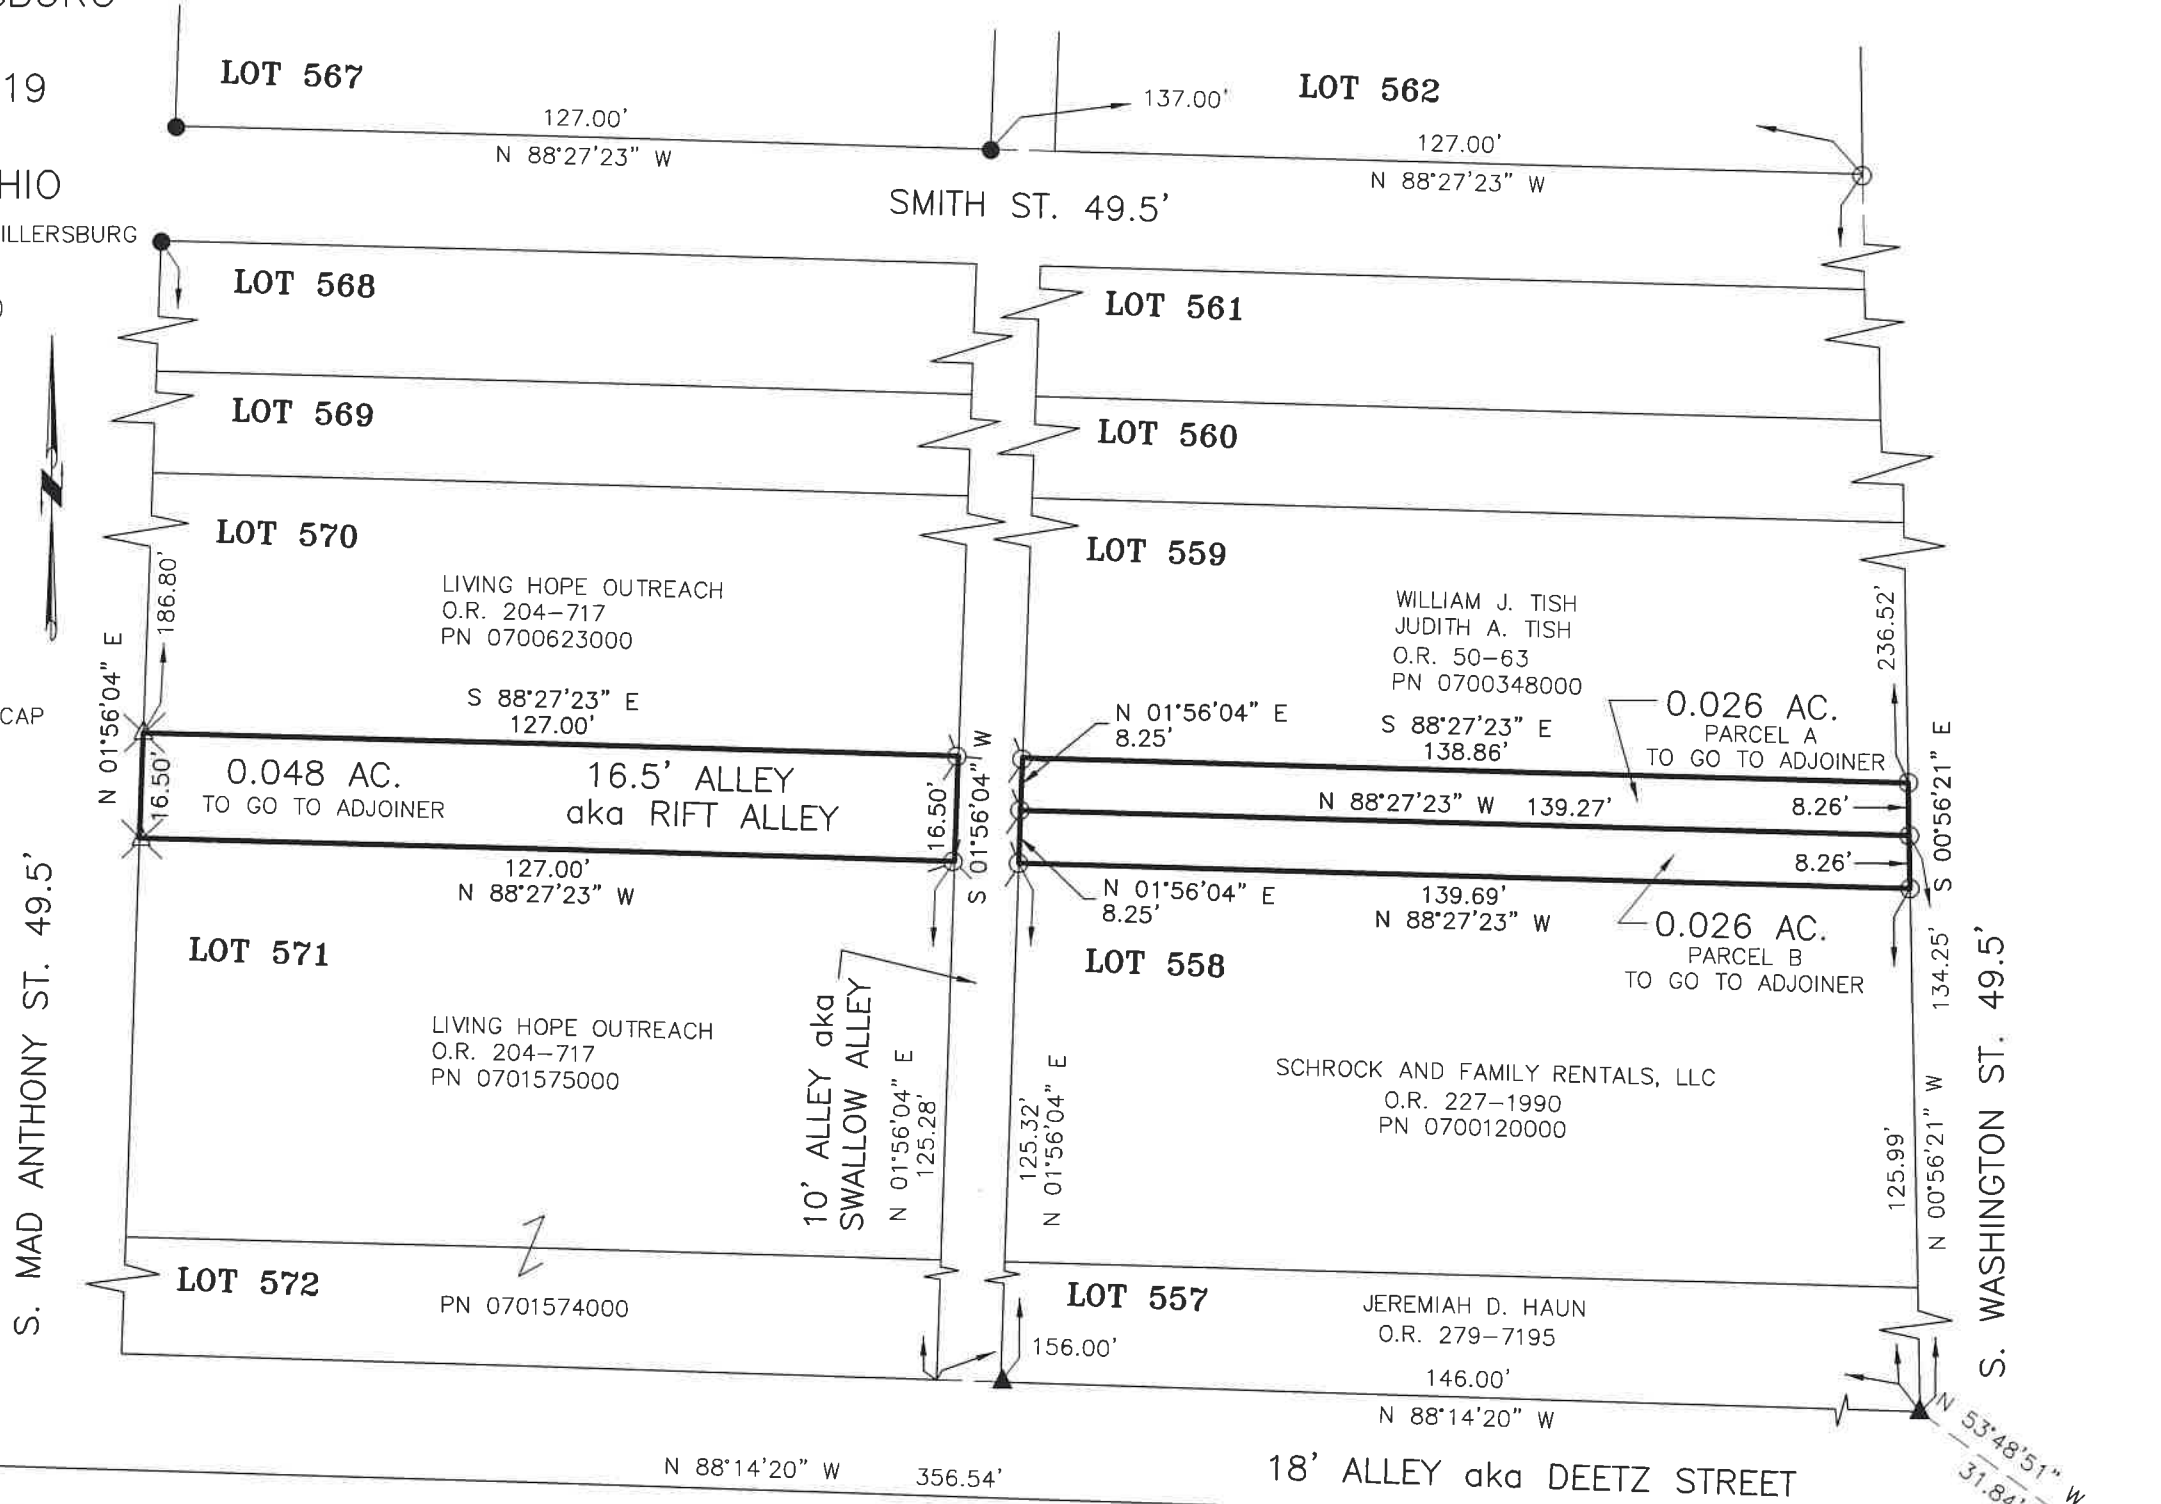 19
HIO
ILLERSBURG
CAP
LOT 567
127.00'
N 88°27'23" W
137.00'
LOT 562
127.00'
N 88°27'23" W
SMITH ST. 49.5'
LOT 568
LOT 561
LOT 569
LOT 560
LOT 570
LOT 559
LIVING HOPE OUTREACH
O.R. 204-717
PN 0700623000
WILLIAM J. TISH
JUDITH A. TISH
O.R. 50-63
PN 0700348000
186.80'
N 01°56'04" E
236.52'
S 88°27'23" E
127.00'
N 01°56'04" E
8.25'
S 88°27'23" E
138.86'
0.026 AC.
PARCEL A
TO GO TO ADJOINER
16.50'
0.048 AC.
TO GO TO ADJOINER
16.5' ALLEY
aka RIFT ALLEY
16.50'
S 01°56'04" W
N 88°27'23" W 139.27'
8.26'
8.26'
S 00°56'21" E
127.00'
N 88°27'23" W
N 01°56'04" E
8.25'
139.69'
N 88°27'23" W
0.026 AC.
PARCEL B
TO GO TO ADJOINER
134.25'
LOT 571
LOT 558
S. MAD ANTHONY ST. 49.5'
LIVING HOPE OUTREACH
O.R. 204-717
PN 0701575000
10' ALLEY aka
SWALLOW ALLEY
N 01°56'04" E
125.28'
125.32'
N 01°56'04" E
SCHROCK AND FAMILY RENTALS, LLC
O.R. 227-1990
PN 0700120000
125.99'
N 00°56'21" W
S. WASHINGTON ST. 49.5'
LOT 572
PN 0701574000
LOT 557
JEREMIAH D. HAUN
O.R. 279-7195
156.00'
146.00'
N 88°14'20" W
N 53°48'51" W
31.84'
N 88°14'20" W 356.54'
18' ALLEY aka DEETZ STREET